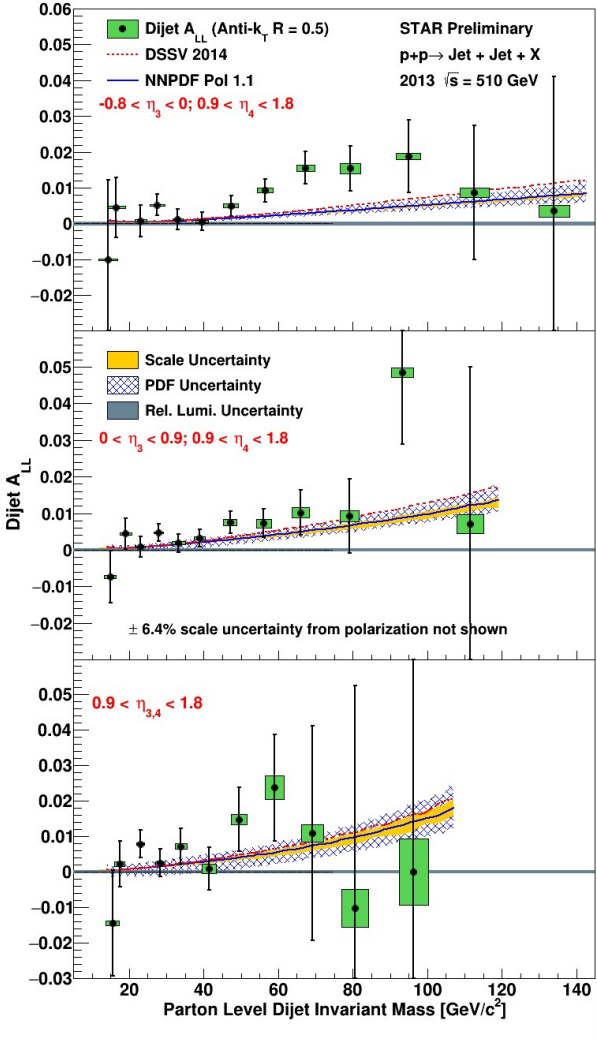 0.06
0.05
0.04
0.03
0.02
0.01
0
−0.01
−0.02
Dijet A_LL (Anti-k_T R = 0.5)
DSSV 2014
NNPDF Pol 1.1
-0.8 < η_3 < 0; 0.9 < η_4 < 1.8
STAR Preliminary
p+p→ Jet + Jet + X
2013 √s = 510 GeV
0.05
0.04
0.03
0.02
0.01
0
−0.01
−0.02
Scale Uncertainty
PDF Uncertainty
Rel. Lumi. Uncertainty
0 < η_3 < 0.9; 0.9 < η_4 < 1.8
± 6.4% scale uncertainty from polarization not shown
Dijet A_LL
0.05
0.04
0.03
0.02
0.01
0
−0.01
−0.02
−0.03
0.9 < η_3,4 < 1.8
20 40 60 80 100 120 140
Parton Level Dijet Invariant Mass [GeV/c²]